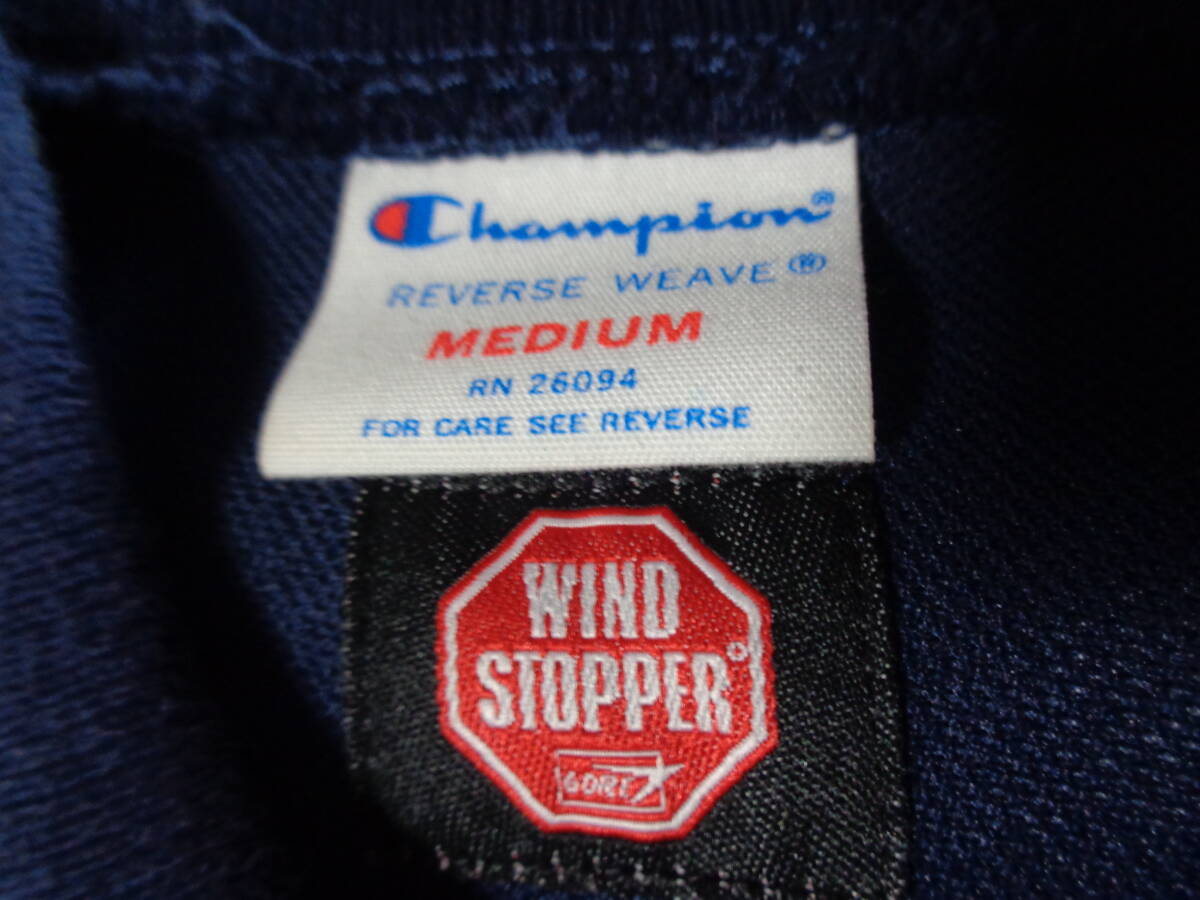 Champion®
REVERSE WEAVE®
MEDIUM
RN 26094
FOR CARE SEE REVERSE
WIND
STOPPER®
GORE